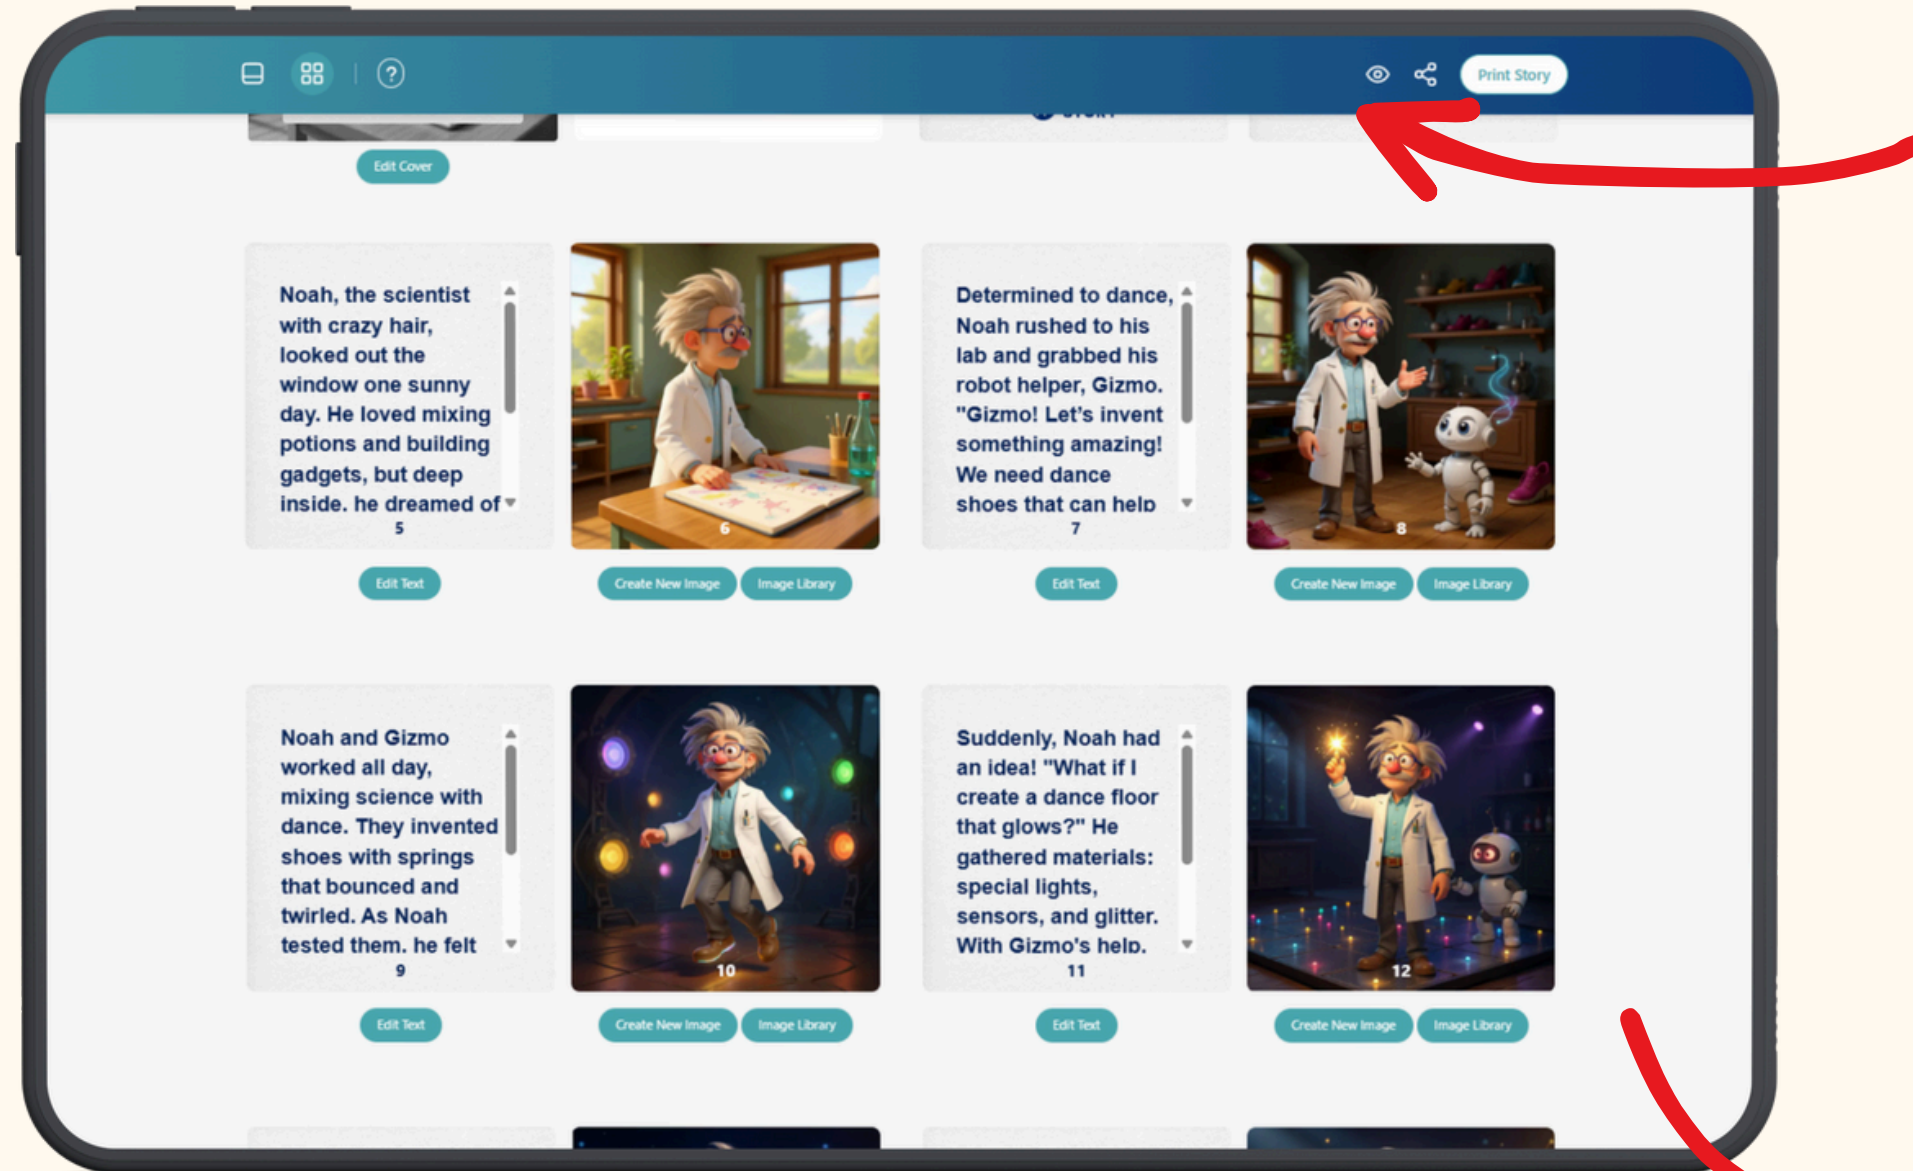 ?
Print Story
STORY
Edit Cover
Noah, the scientist
with crazy hair,
looked out the
window one sunny
day. He loved mixing
potions and building
gadgets, but deep
inside, he dreamed of
5
6
Determined to dance,
Noah rushed to his
lab and grabbed his
robot helper, Gizmo.
"Gizmo! Let's invent
something amazing!
We need dance
shoes that can help
7
8
Edit Text
Create New Image
Image Library
Edit Text
Create New Image
Image Library
Noah and Gizmo
worked all day,
mixing science with
dance. They invented
shoes with springs
that bounced and
twirled. As Noah
tested them, he felt
9
10
Suddenly, Noah had
an idea! "What if I
create a dance floor
that glows?" He
gathered materials:
special lights,
sensors, and glitter.
With Gizmo's help,
11
12
Edit Text
Create New Image
Image Library
Edit Text
Create New Image
Image Library